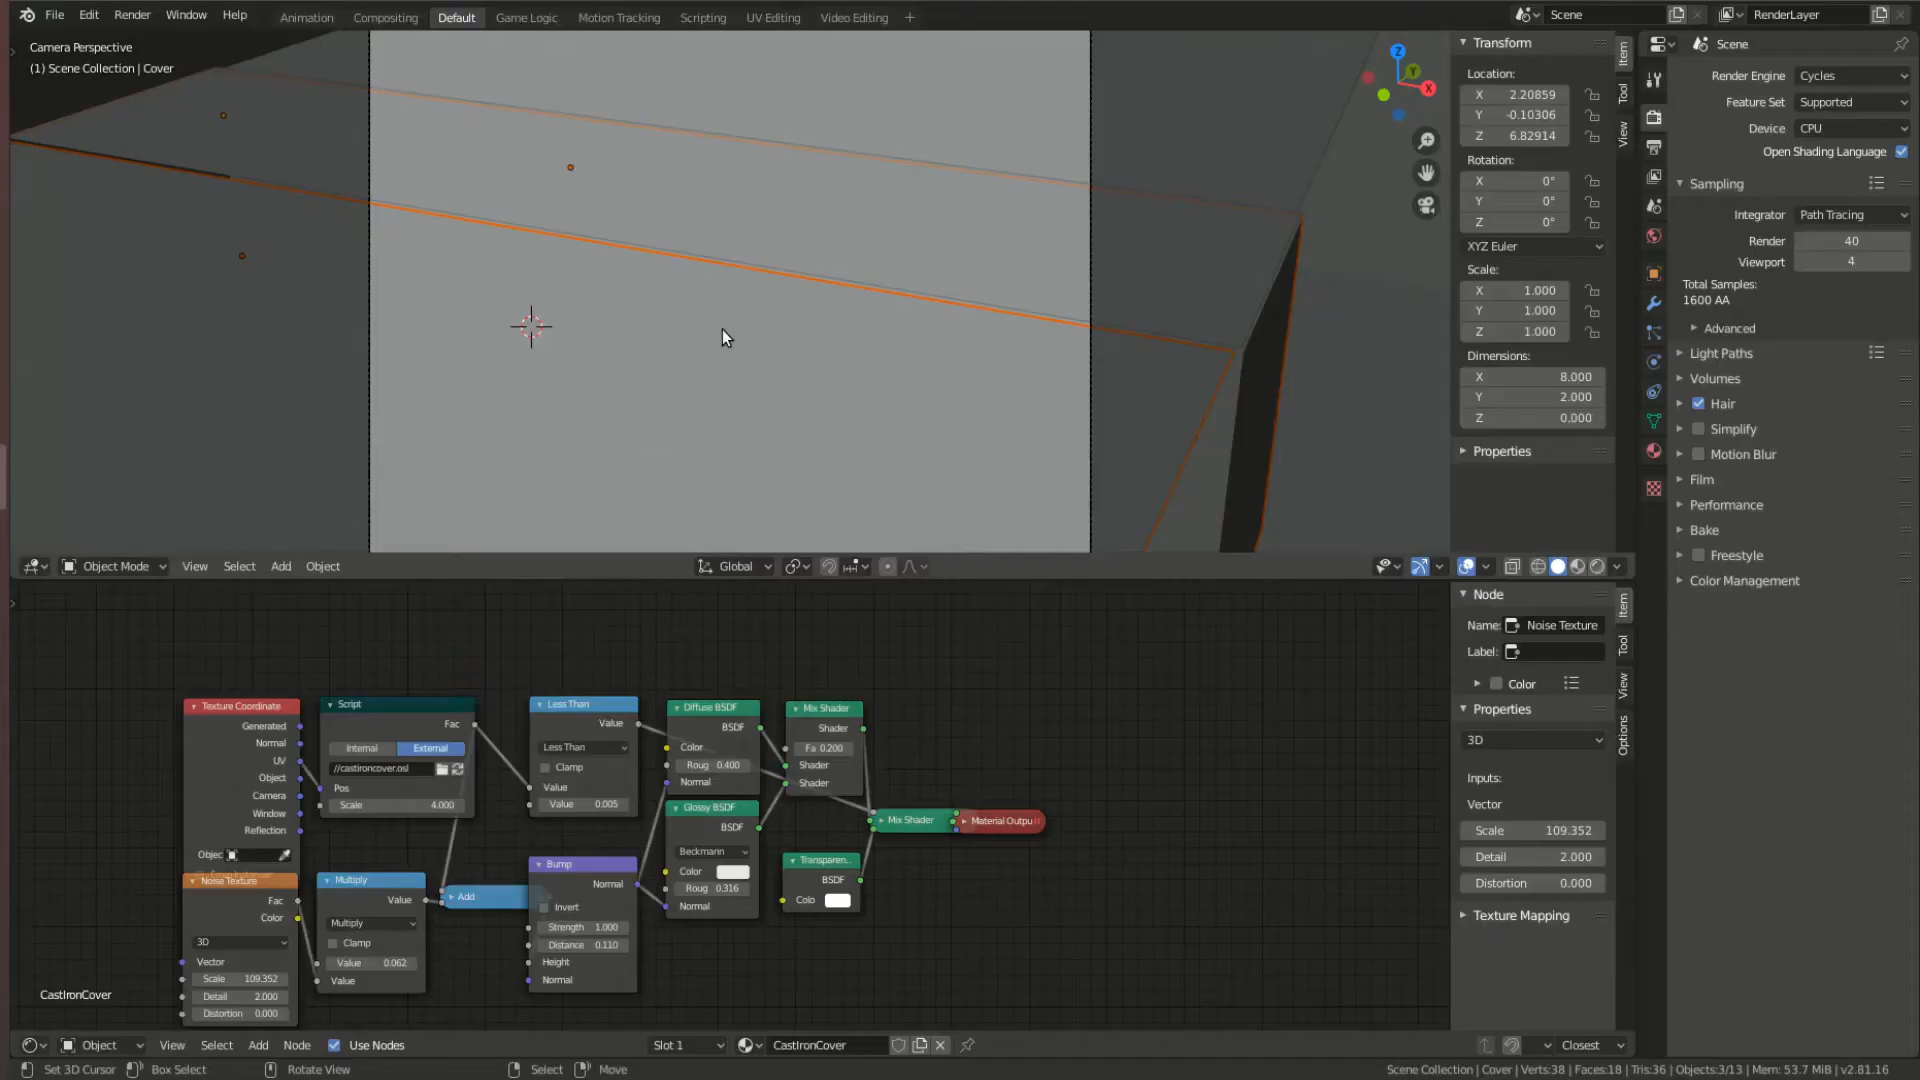 File Edit Render Window Help
Animation Compositing Default Game Logic Motion Tracking Scripting UV Editing Video Editing +
Scene
RenderLayer
Camera Perspective
(1) Scene Collection | Cover
Z
Y
X
Transform
Location:
X 2.20859
Y -0.10306
Z 6.82914
Rotation:
X 0°
Y 0°
Z 0°
XYZ Euler
Scale:
X 1.000
Y 1.000
Z 1.000
Dimensions:
X 8.000
Y 2.000
Z 0.000
Properties
Item
Tool
View
Scene
Render Engine Cycles
Feature Set Supported
Device CPU
Open Shading Language
Sampling
Integrator Path Tracing
Render 40
Viewport 4
Total Samples:
1600 AA
Advanced
Light Paths
Volumes
Hair
Simplify
Motion Blur
Film
Performance
Bake
Freestyle
Color Management
Object Mode View Select Add Object
Global
Node
Name: Noise Texture
Label:
Color
Properties
3D
Inputs:
Vector
Scale 109.352
Detail 2.000
Distortion 0.000
Texture Mapping
Item
Tool
View
Options
Texture Coordinate
Generated
Normal
UV
Object
Camera
Window
Reflection
Objec
Script
Fac
Internal External
//castironcover.osl
Pos
Scale 4.000
Less Than
Value
Less Than
Clamp
Value
Value 0.005
Diffuse BSDF
BSDF
Color
Roug 0.400
Normal
Mix Shader
Shader
Fa 0.200
Shader
Shader
Glossy BSDF
BSDF
Beckmann
Color
Roug 0.316
Normal
Mix Shader
Material Outpu
Transparen..
BSDF
Colo
Noise Texture
Fac
Color
3D
Vector
Scale 109.352
Detail 2.000
Distortion 0.000
Multiply
Value
Multiply
Clamp
Value 0.062
Value
Add
Bump
Normal
Invert
Strength 1.000
Distance 0.110
Height
Normal
CastIronCover
Object View Select Add Node Use Nodes
Slot 1
CastIronCover
Closest
Set 3D Cursor Box Select Rotate View Select Move
Scene Collection | Cover | Verts:38 | Faces:18 | Tris:36 | Objects:3/13 | Mem: 53.7 MiB | v2.81.16